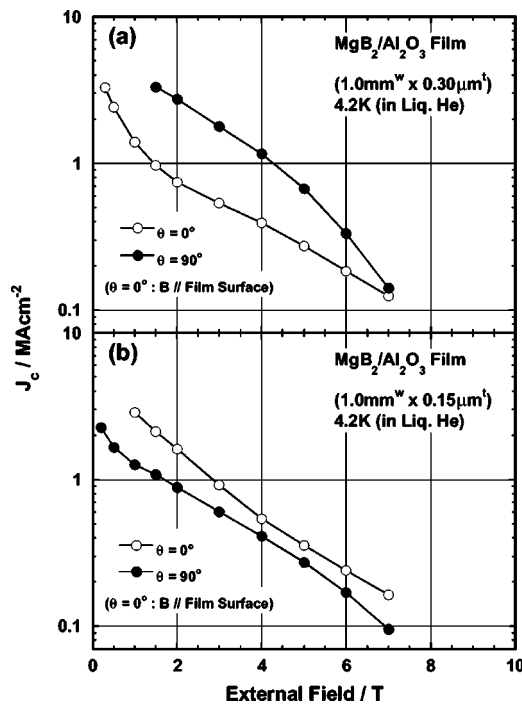 10
(a)
MgB₂/Al₂O₃ Film
(1.0mmʷ x 0.30μmᵗ)
4.2K (in Liq. He)
1
θ = 0°
θ = 90°
(θ = 0° : B // Film Surface)
0.1
10
(b)
MgB₂/Al₂O₃ Film
(1.0mmʷ x 0.15μmᵗ)
4.2K (in Liq. He)
1
θ = 0°
θ = 90°
(θ = 0° : B // Film Surface)
0.1
J_c / MAcm⁻²
0 2 4 6 8 10
External Field / T